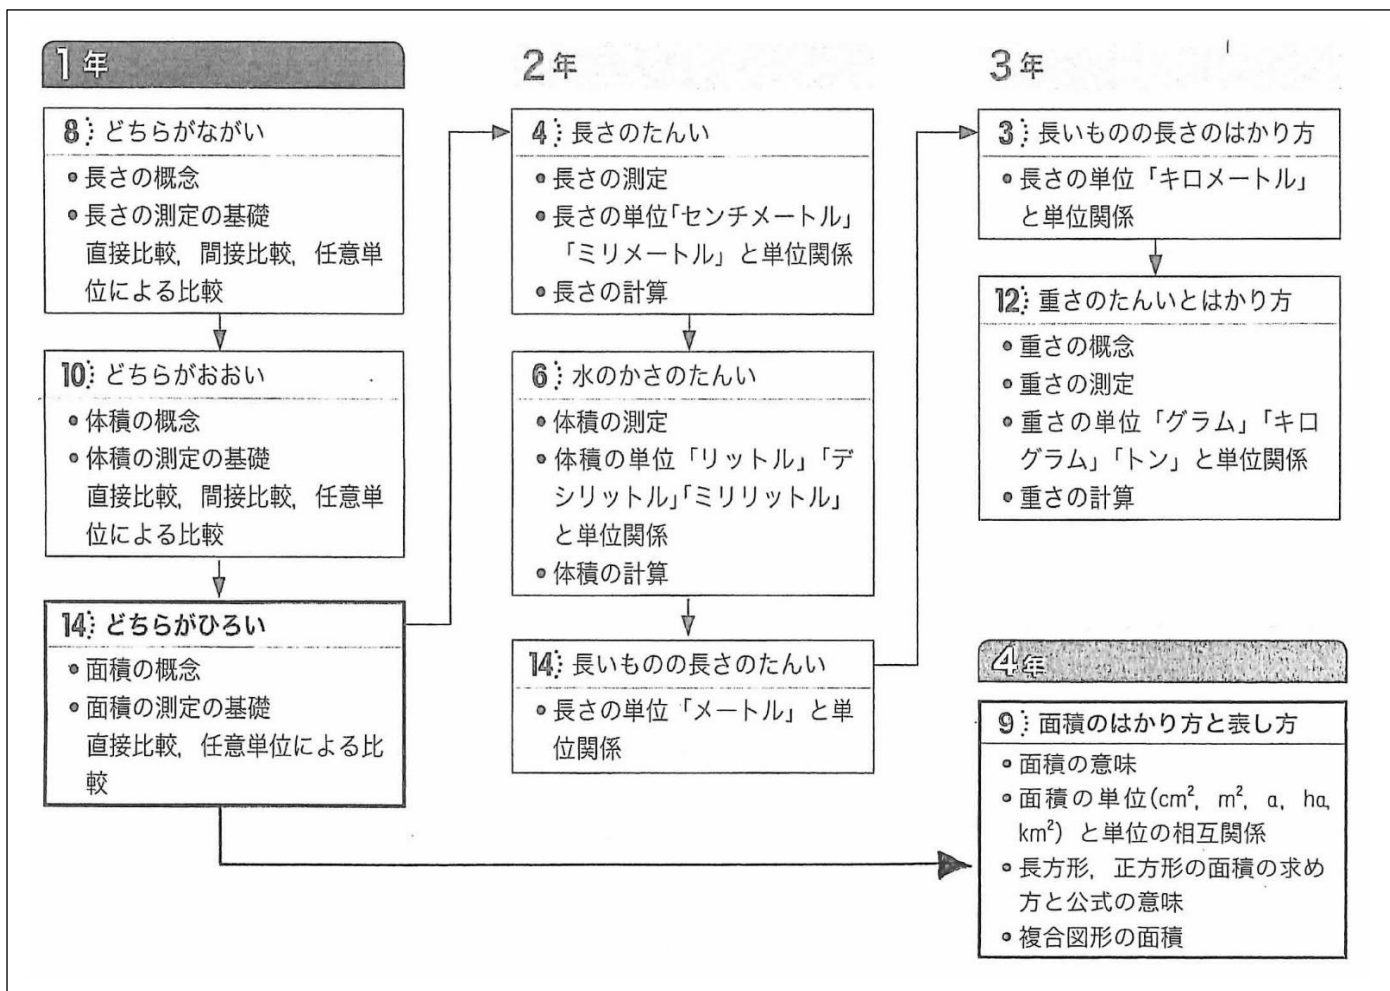 1年
8 どちらがながい
•長さの概念
•長さの測定の基礎
直接比較，間接比較，任意単
位による比較
10 どちらがおおい
•体積の概念
•体積の測定の基礎
直接比較，間接比較，任意単
位による比較
14 どちらがひろい
•面積の概念
•面積の測定の基礎
直接比較，任意単位による比
較
2年
4 長さのたんい
•長さの測定
•長さの単位「センチメートル」
「ミリメートル」と単位関係
•長さの計算
6 水のかさのたんい
•体積の測定
•体積の単位「リットル」「デ
シリットル」「ミリリットル」
と単位関係
•体積の計算
14 長いものの長さのたんい
•長さの単位「メートル」と単
位関係
3年
3 長いものの長さのはかり方
•長さの単位「キロメートル」
と単位関係
12 重さのたんいとはかり方
•重さの概念
•重さの測定
•重さの単位「グラム」「キロ
グラム」「トン」と単位関係
•重さの計算
4年
9 面積のはかり方と表し方
•面積の意味
•面積の単位(cm², m², a, ha,
km²) と単位の相互関係
•長方形，正方形の面積の求め
方と公式の意味
•複合図形の面積